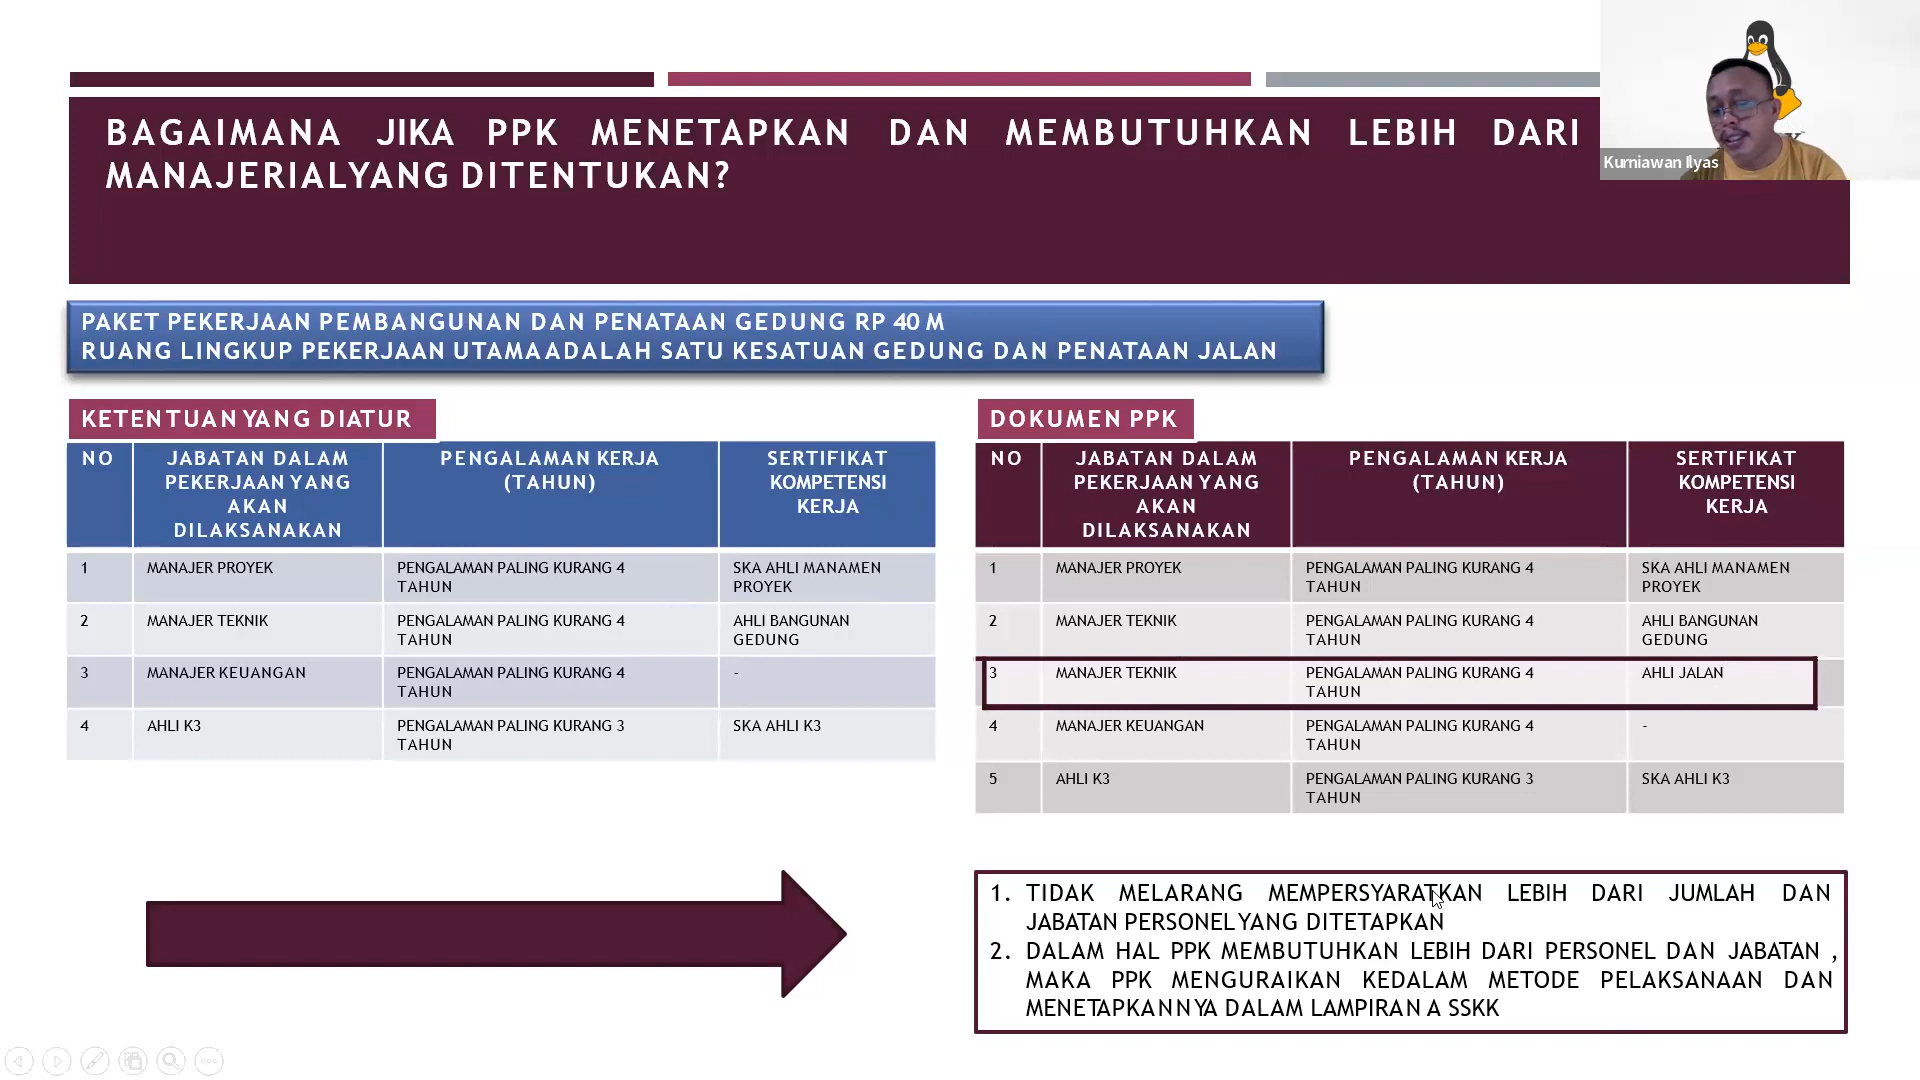 BAGAIMANA JIKA PPK MENETAPKAN DAN MEMBUTUHKAN LEBIH DARI
MANAJERIAL YANG DITENTUKAN?
Kurniawan Ilyas
PAKET PEKERJAAN PEMBANGUNAN DAN PENATAAN GEDUNG RP 40 M
RUANG LINGKUP PEKERJAAN UTAMA ADALAH SATU KESATUAN GEDUNG DAN PENATAAN JALAN
KETENTUAN YANG DIATUR
NO
JABATAN DALAM
PEKERJAAN YANG
AKAN
DILAKSANAKAN
PENGALAMAN KERJA
(TAHUN)
SERTIFIKAT
KOMPETENSI
KERJA
1
MANAJER PROYEK
PENGALAMAN PALING KURANG 4
TAHUN
SKA AHLI MANAMEN
PROYEK
2
MANAJER TEKNIK
PENGALAMAN PALING KURANG 4
TAHUN
AHLI BANGUNAN
GEDUNG
3
MANAJER KEUANGAN
PENGALAMAN PALING KURANG 4
TAHUN
-
4
AHLI K3
PENGALAMAN PALING KURANG 3
TAHUN
SKA AHLI K3
DOKUMEN PPK
NO
JABATAN DALAM
PEKERJAAN YANG
AKAN
DILAKSANAKAN
PENGALAMAN KERJA
(TAHUN)
SERTIFIKAT
KOMPETENSI
KERJA
1
MANAJER PROYEK
PENGALAMAN PALING KURANG 4
TAHUN
SKA AHLI MANAMEN
PROYEK
2
MANAJER TEKNIK
PENGALAMAN PALING KURANG 4
TAHUN
AHLI BANGUNAN
GEDUNG
3
MANAJER TEKNIK
PENGALAMAN PALING KURANG 4
TAHUN
AHLI JALAN
4
MANAJER KEUANGAN
PENGALAMAN PALING KURANG 4
TAHUN
-
5
AHLI K3
PENGALAMAN PALING KURANG 3
TAHUN
SKA AHLI K3
1. TIDAK MELARANG MEMPERSYARATKAN LEBIH DARI JUMLAH DAN
JABATAN PERSONEL YANG DITETAPKAN
2. DALAM HAL PPK MEMBUTUHKAN LEBIH DARI PERSONEL DAN JABATAN ,
MAKA PPK MENGURAIKAN KEDALAM METODE PELAKSANAAN DAN
MENETAPKANNYA DALAM LAMPIRAN A SSKK